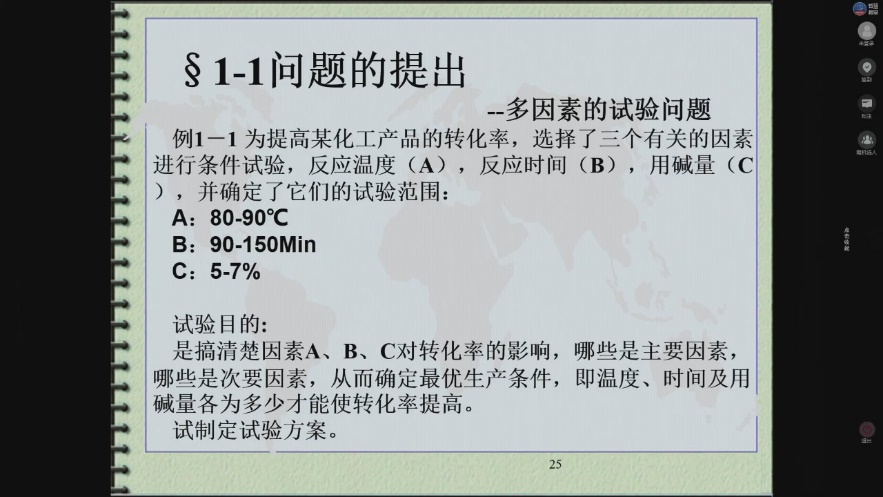 §1-1问题的提出
--多因素的试验问题
例1－1 为提高某化工产品的转化率，选择了三个有关的因素
进行条件试验，反应温度（A），反应时间（B），用碱量（C
），并确定了它们的试验范围：
A：80-90℃
B：90-150Min
C：5-7%
试验目的:
是搞清楚因素A、B、C对转化率的影响，哪些是主要因素，
哪些是次要因素，从而确定最优生产条件，即温度、时间及用
碱量各为多少才能使转化率提高。
试制定试验方案。
25